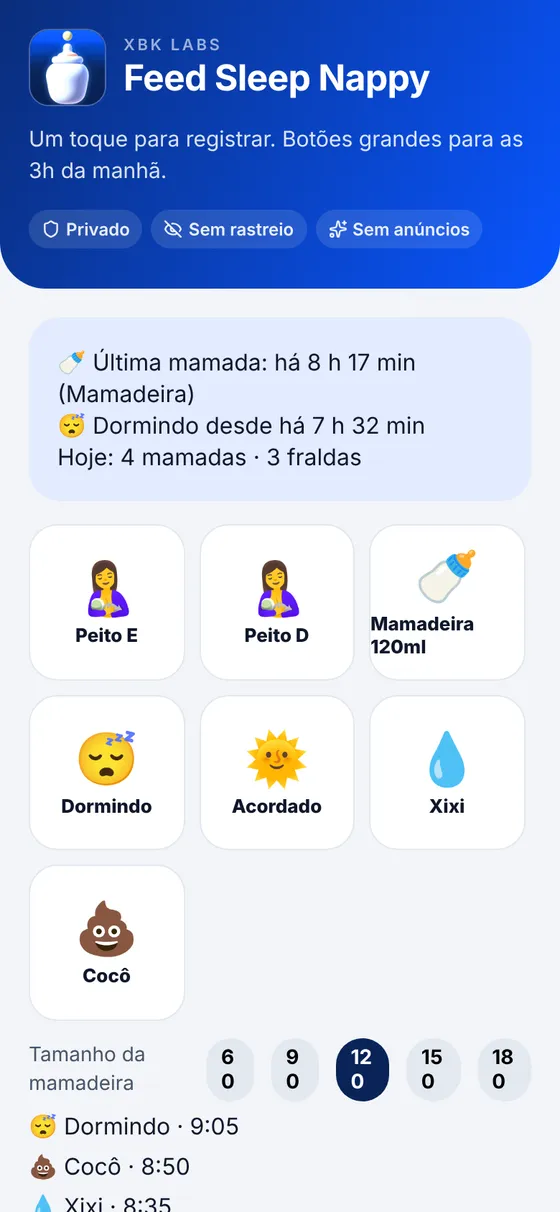 XBK LABS
Feed Sleep Nappy
Um toque para registrar. Botões grandes para as
3h da manhã.
Privado
Sem rastreio
Sem anúncios
Última mamada: há 8 h 17 min
(Mamadeira)
Dormindo desde há 7 h 32 min
Hoje: 4 mamadas · 3 fraldas
Peito E
Peito D
Mamadeira
120ml
Dormindo
Acordado
Xixi
Cocô
Tamanho da
mamadeira
6
0
9
0
12
0
15
0
18
0
Dormindo · 9:05
Cocô · 8:50
Xixi · 8:35